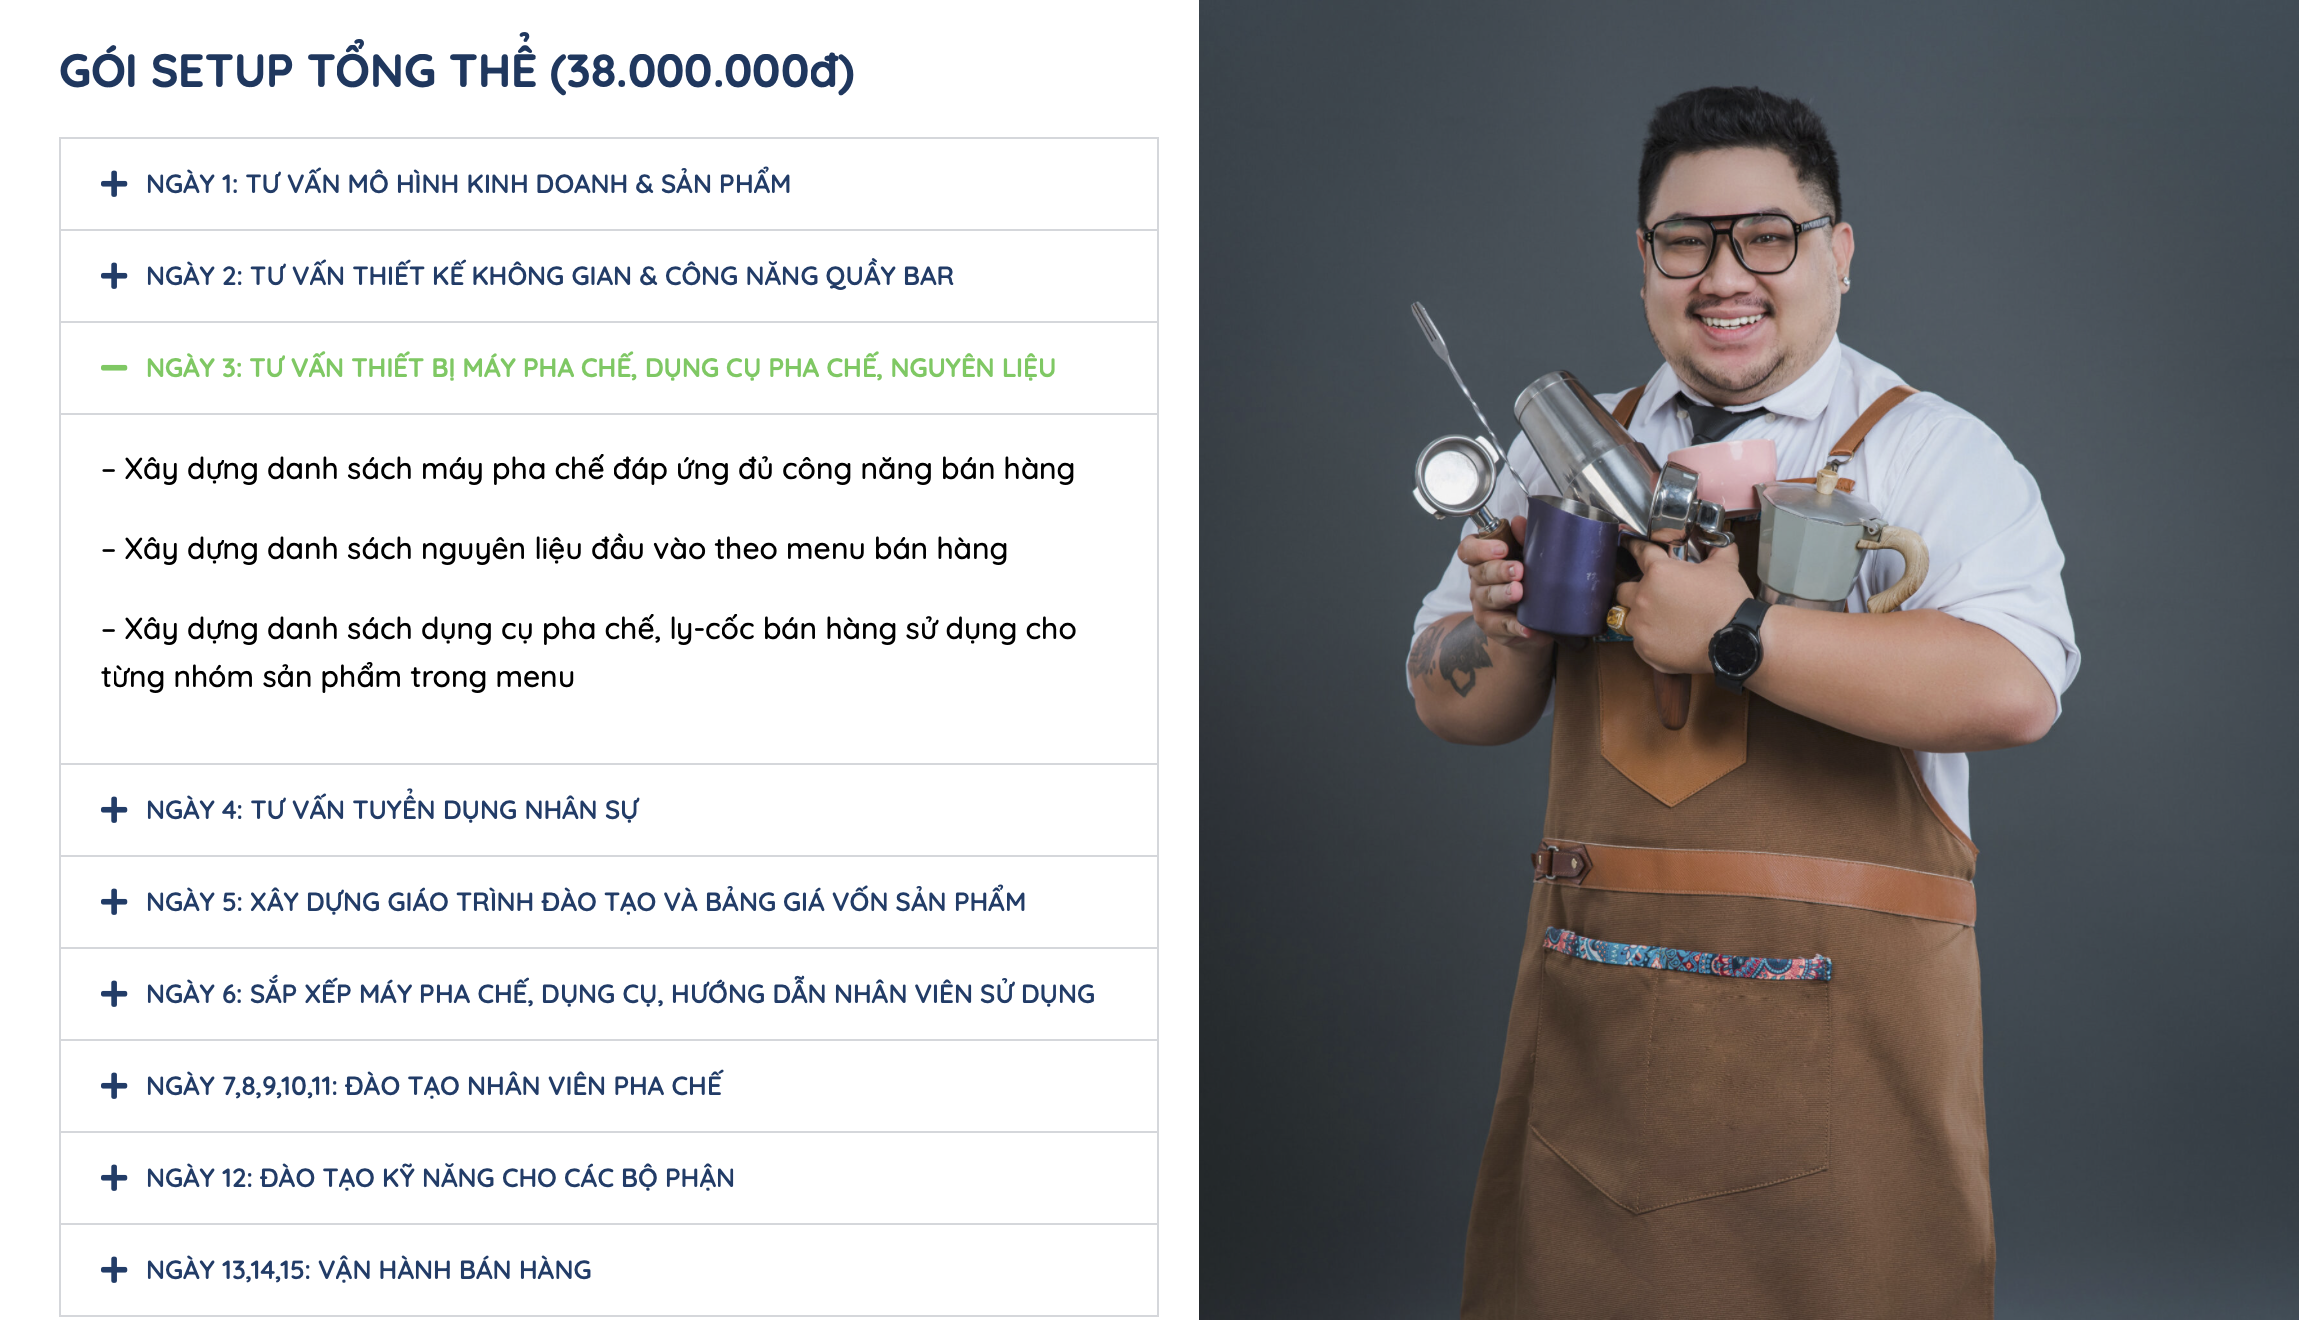 GÓI SETUP TỔNG THỂ (38.000.000đ)
NGÀY 1: TƯ VẤN MÔ HÌNH KINH DOANH & SẢN PHẨM
NGÀY 2: TƯ VẤN THIẾT KẾ KHÔNG GIAN & CÔNG NĂNG QUẦY BAR
NGÀY 3: TƯ VẤN THIẾT BỊ MÁY PHA CHẾ, DỤNG CỤ PHA CHẾ, NGUYÊN LIỆU
– Xây dựng danh sách máy pha chế đáp ứng đủ công năng bán hàng
– Xây dựng danh sách nguyên liệu đầu vào theo menu bán hàng
– Xây dựng danh sách dụng cụ pha chế, ly-cốc bán hàng sử dụng cho
từng nhóm sản phẩm trong menu
NGÀY 4: TƯ VẤN TUYỂN DỤNG NHÂN SỰ
NGÀY 5: XÂY DỰNG GIÁO TRÌNH ĐÀO TẠO VÀ BẢNG GIÁ VỐN SẢN PHẨM
NGÀY 6: SẮP XẾP MÁY PHA CHẾ, DỤNG CỤ, HƯỚNG DẪN NHÂN VIÊN SỬ DỤNG
NGÀY 7,8,9,10,11: ĐÀO TẠO NHÂN VIÊN PHA CHẾ
NGÀY 12: ĐÀO TẠO KỸ NĂNG CHO CÁC BỘ PHẬN
NGÀY 13,14,15: VẬN HÀNH BÁN HÀNG